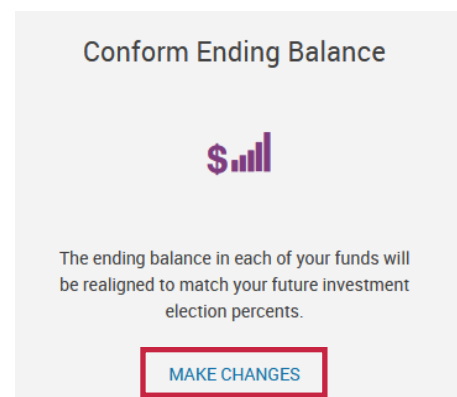 Conform Ending Balance
$
The ending balance in each of your funds will
be realigned to match your future investment
election percents.
MAKE CHANGES